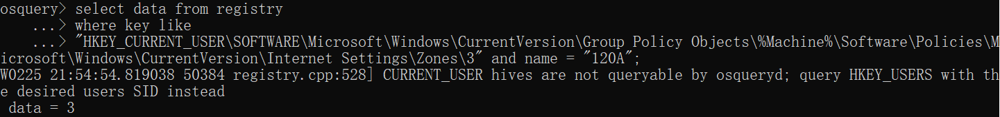 osquery> select data from registry
    ...> where key like
    ...> "HKEY_CURRENT_USER\SOFTWARE\Microsoft\Windows\CurrentVersion\Group Policy Objects\%Machine%\Software\Policies\M
icrosoft\Windows\CurrentVersion\Internet Settings\Zones\3" and name = "120A";
W0225 21:54:54.819038 50384 registry.cpp:528] CURRENT_USER hives are not queryable by osqueryd; query HKEY_USERS with th
e desired users SID instead
 data = 3